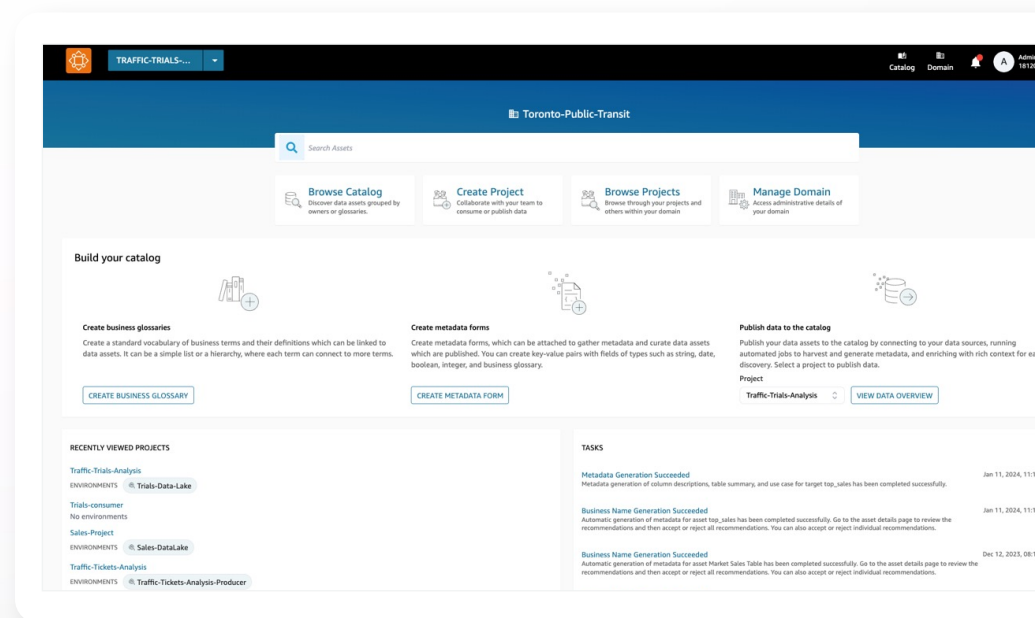 TRAFFIC-TRIALS-...
Catalog
Domain
A
Toronto-Public-Transit
Search Assets
Browse Catalog
Discover data assets grouped by
owners or glossaries.
Create Project
Collaborate with your team to
consume or publish data
Browse Projects
Browse through your projects and
others within your domain
Manage Domain
Access administrative details of
your domain
Build your catalog
Create business glossaries
Create a standard vocabulary of business terms and their definitions which can be linked to
data assets. It can be a simple list or a hierarchy, where each term can connect to more terms.
CREATE BUSINESS GLOSSARY
Create metadata forms
Create metadata forms, which can be attached to gather metadata and curate data assets
which are published. You can create key-value pairs with fields of types such as string, date,
boolean, integer, and business glossary.
CREATE METADATA FORM
Publish data to the catalog
Publish your data assets to the catalog by connecting to your data sources, running
automated jobs to harvest and generate metadata, and enriching with rich context for
discovery. Select a project to publish data.
Project
Traffic-Trials-Analysis
VIEW DATA OVERVIEW
RECENTLY VIEWED PROJECTS
Traffic-Trials-Analysis
ENVIRONMENTS Trials-Data-Lake
Trials-consumer
No environments
Sales-Project
ENVIRONMENTS Sales-DataLake
Traffic-Tickets-Analysis
ENVIRONMENTS Traffic-Tickets-Analysis-Producer
TASKS
Metadata Generation Succeeded
Jan 11, 2024,
Metadata generation of column descriptions, table summary, and use case for target top_sales has been completed successfully.
Business Name Generation Succeeded
Jan 11, 2024,
Automatic generation of metadata for asset top_sales has been completed successfully. Go to the asset details page to review the
recommendations and then accept or reject all recommendations. You can also accept or reject individual recommendations.
Business Name Generation Succeeded
Dec 12, 2023,
Automatic generation of metadata for asset Market Sales Table has been completed successfully. Go to the asset details page to review the
recommendations and then accept or reject all recommendations. You can also accept or reject individual recommendations.